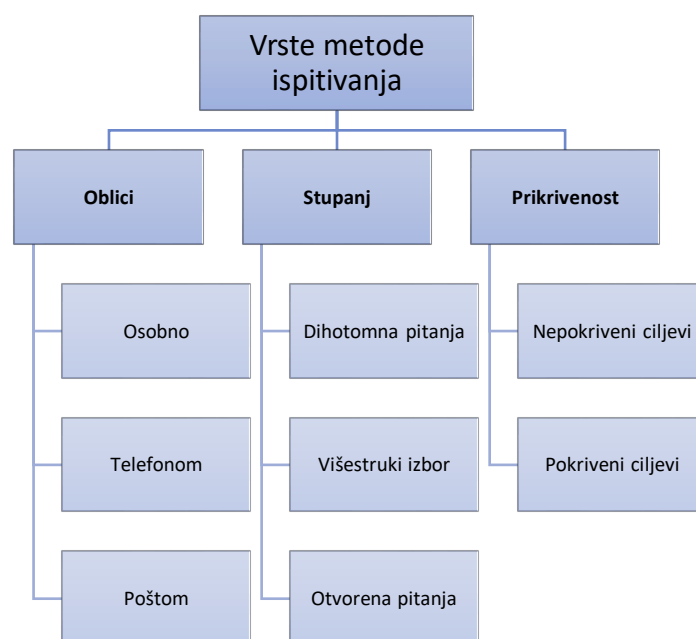 Vrste metode
ispitivanja
Oblici
Stupanj
Prikrivenost
Osobno
Dihotomna pitanja
Nepokriveni ciljevi
Telefonom
Višestruki izbor
Pokriveni ciljevi
Poštom
Otvorena pitanja